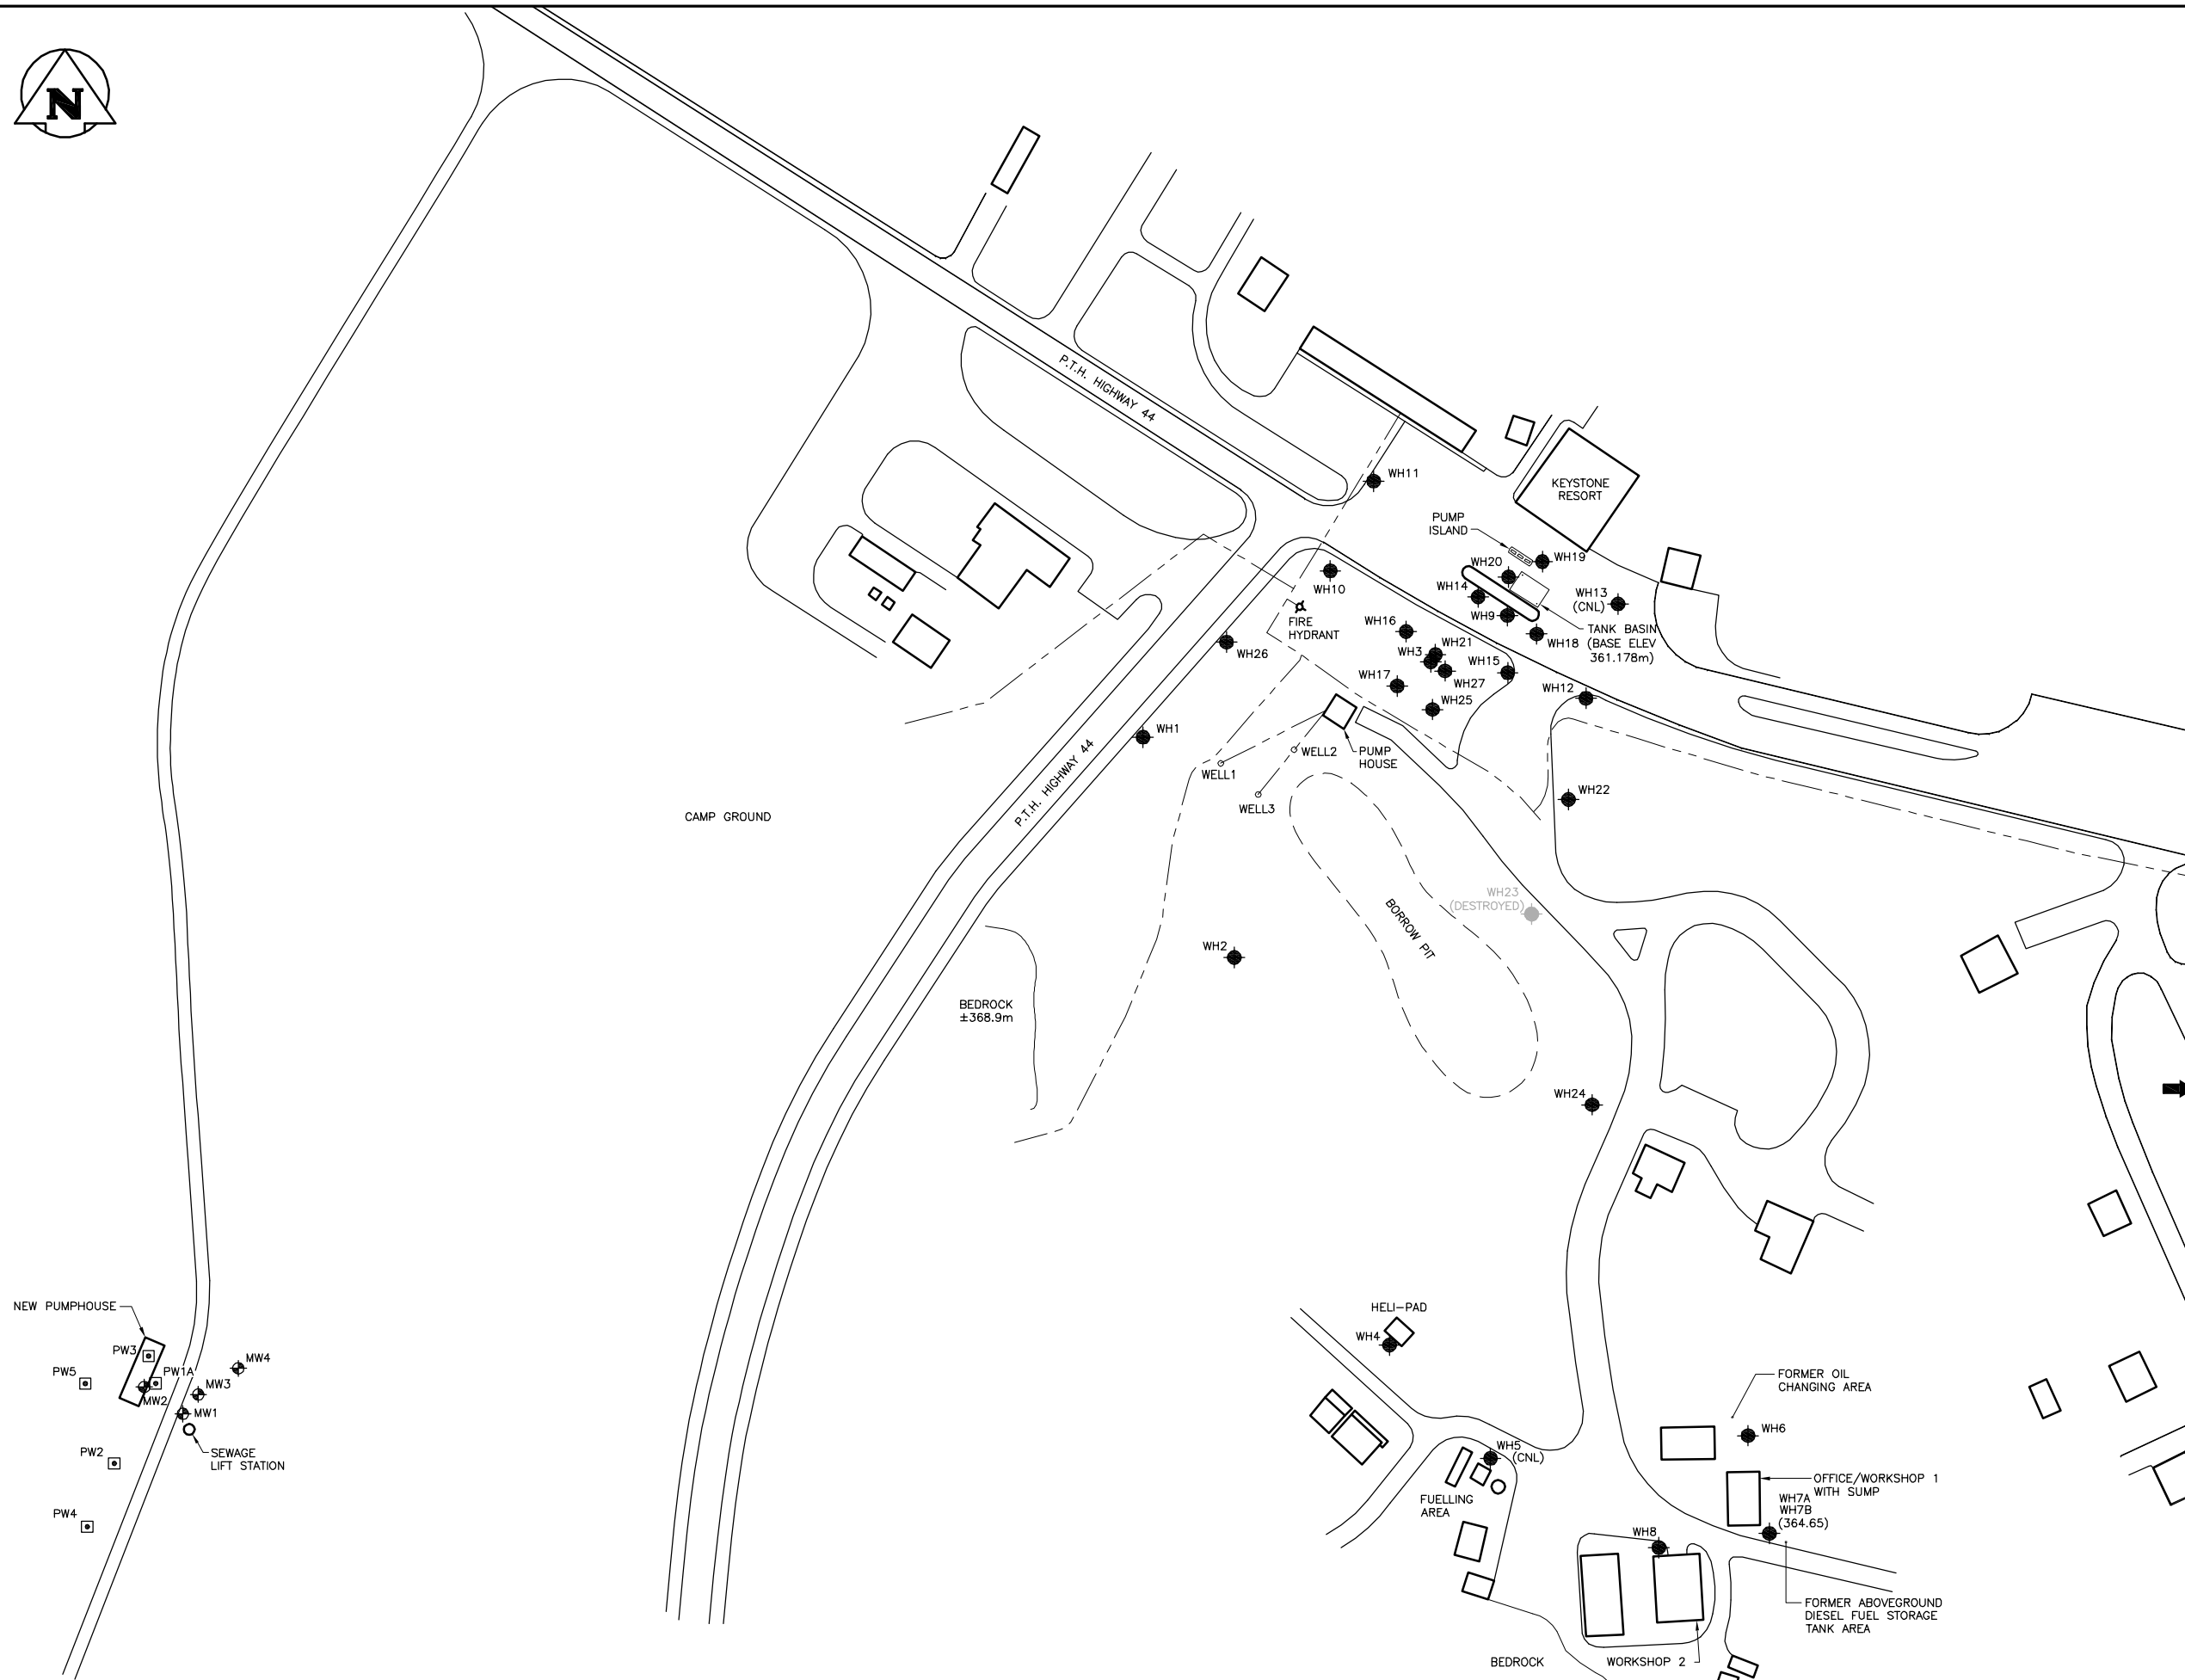 N
P.T.H. HIGHWAY 44
WH11
KEYSTONE
RESORT
PUMP
ISLAND
WH19
WH20
WH10
WH14
WH13
(CNL)
FIRE
HYDRANT
WH9
WH16
TANK BASIN
(BASE ELEV
361.178m)
WH18
WH26
WH21
WH3
WH15
WH17
WH27
WH12
WH25
WH1
WELL2
PUMP
HOUSE
WELL1
P.T.H. HIGHWAY 44
WELL3
WH22
CAMP GROUND
WH23
(DESTROYED)
BORROW PIT
WH2
BEDROCK
±368.9m
WH24
NEW PUMPHOUSE
HELI-PAD
WH4
PW3
MW4
PW5
PW1A
MW3
MW2
MW1
FORMER OIL
CHANGING AREA
WH6
PW2
SEWAGE
LIFT STATION
WH5
(CNL)
OFFICE/WORKSHOP 1
WITH SUMP
FUELLING
AREA
WH7A
WH7B
(364.65)
PW4
WH8
FORMER ABOVEGROUND
DIESEL FUEL STORAGE
TANK AREA
BEDROCK
WORKSHOP 2